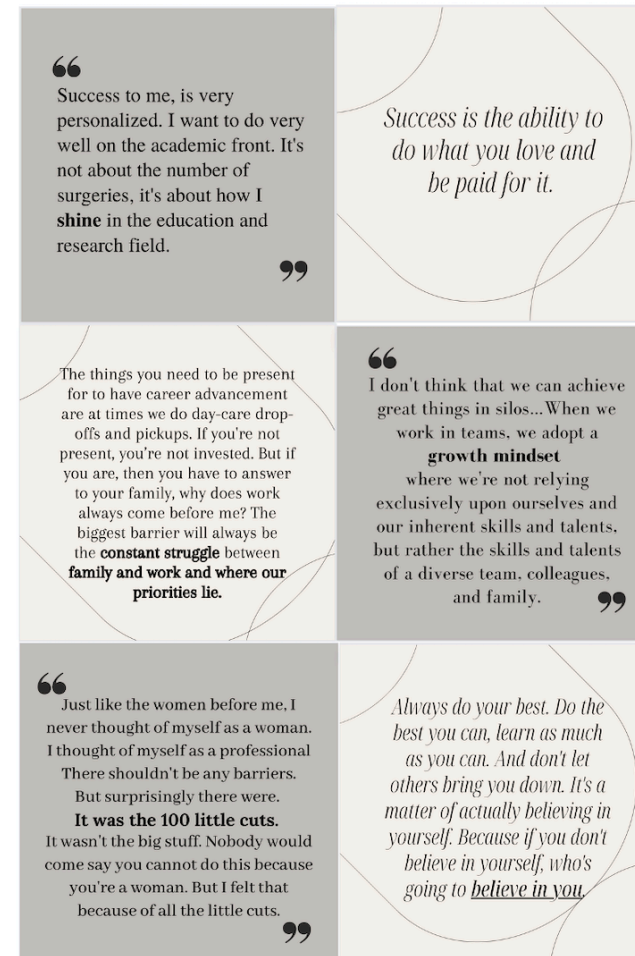 “
Success to me, is very
personalized. I want to do very
well on the academic front. It's
not about the number of
surgeries, it's about how I
shine in the education and
research field.
”
Success is the ability to
do what you love and
be paid for it.
The things you need to be present
for to have career advancement
are at times we do day-care drop-
offs and pickups. If you're not
present, you're not invested. But if
you are, then you have to answer
to your family, why does work
always come before me? The
biggest barrier will always be
the constant struggle between
family and work and where our
priorities lie.
“
I don't think that we can achieve
great things in silos...When we
work in teams, we adopt a
growth mindset
where we're not relying
exclusively upon ourselves and
our inherent skills and talents,
but rather the skills and talents
of a diverse team, colleagues,
and family.
”
“
Just like the women before me, I
never thought of myself as a woman.
I thought of myself as a professional
There shouldn't be any barriers.
But surprisingly there were.
It was the 100 little cuts.
It wasn't the big stuff. Nobody would
come say you cannot do this because
you're a woman. But I felt that
because of all the little cuts.
”
Always do your best. Do the
best you can, learn as much
as you can. And don't let
others bring you down. It's a
matter of actually believing in
yourself. Because if you don't
believe in yourself, who's
going to believe in you.